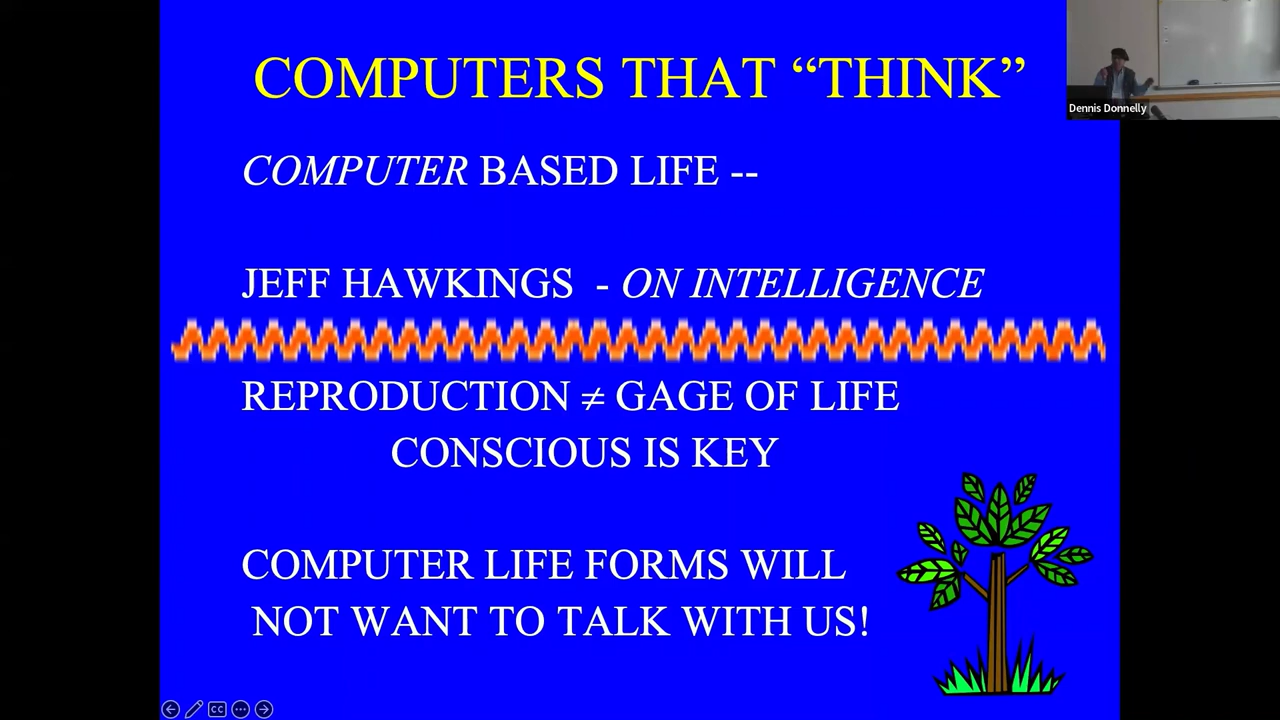 COMPUTERS THAT “THINK”
Dennis Donnelly
COMPUTER BASED LIFE --
JEFF HAWKINGS - ON INTELLIGENCE
REPRODUCTION ≠ GAGE OF LIFE
CONSCIOUS IS KEY
COMPUTER LIFE FORMS WILL
NOT WANT TO TALK WITH US!
CC